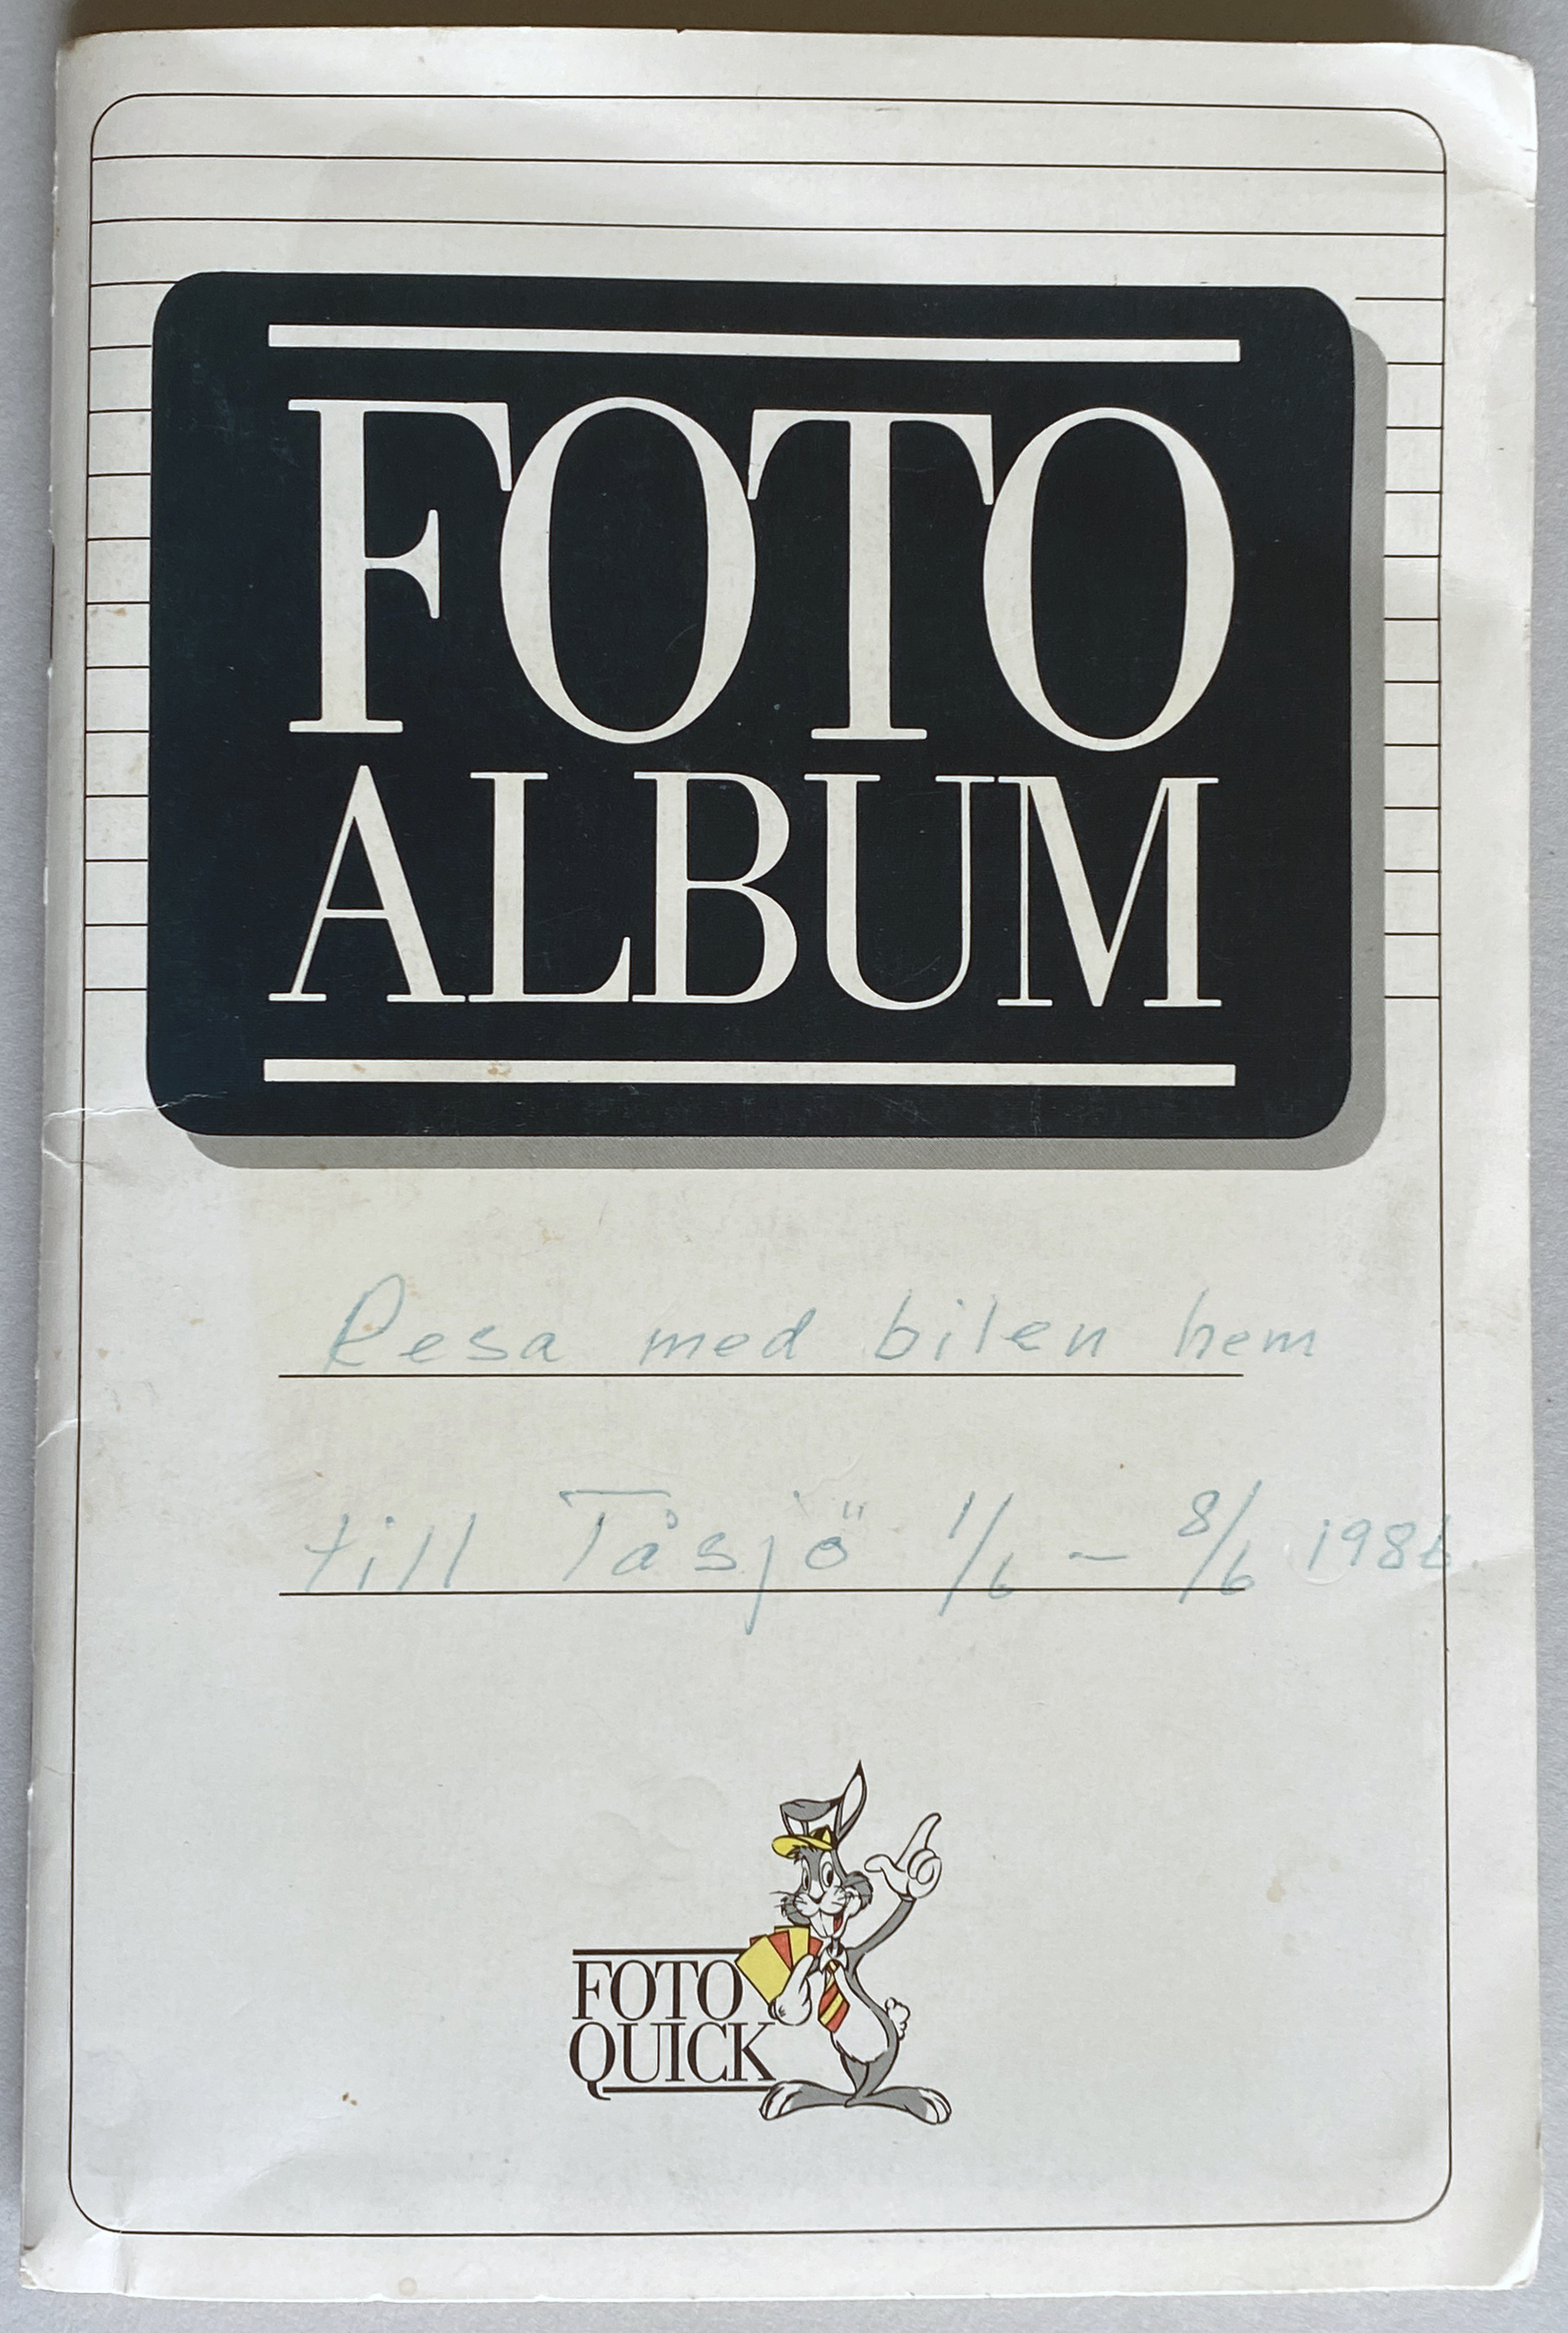 FOTO
ALBUM
Resa med bilen hem
till Tåsjö 1/6 – 8/6 1986.
FOTO
QUICK